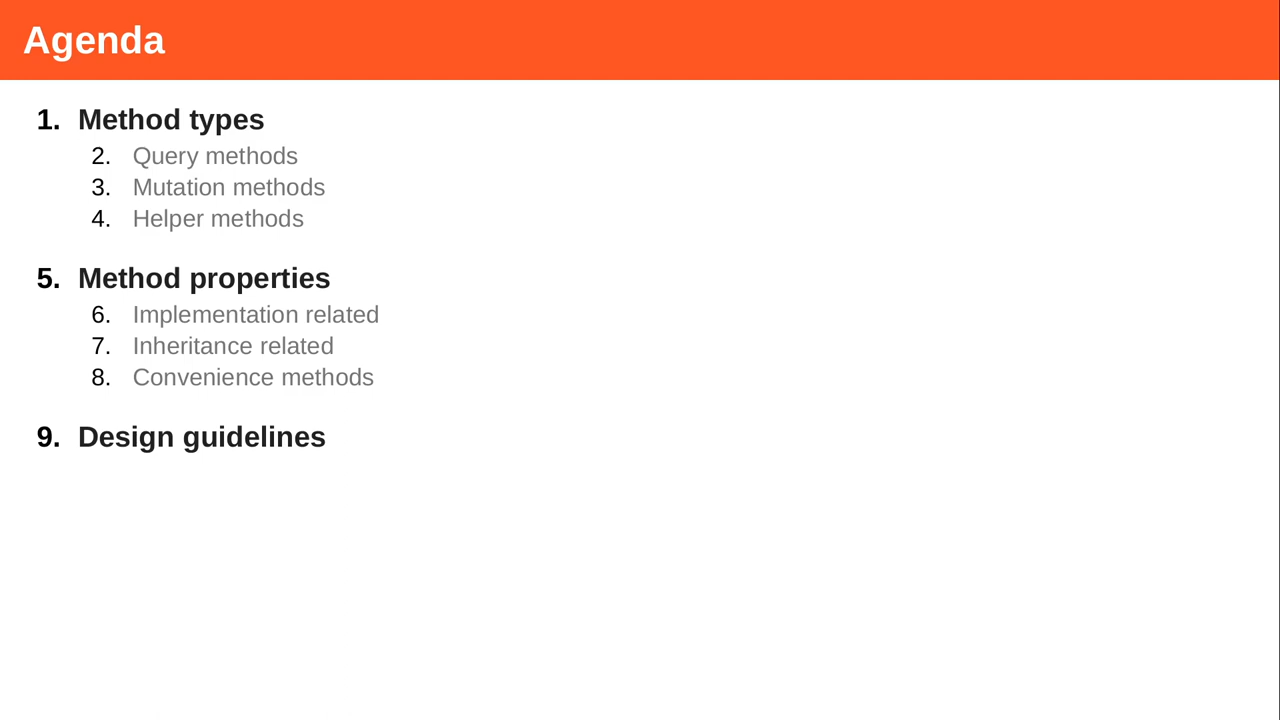 Agenda
1. Method types
2. Query methods
3. Mutation methods
4. Helper methods
5. Method properties
6. Implementation related
7. Inheritance related
8. Convenience methods
9. Design guidelines